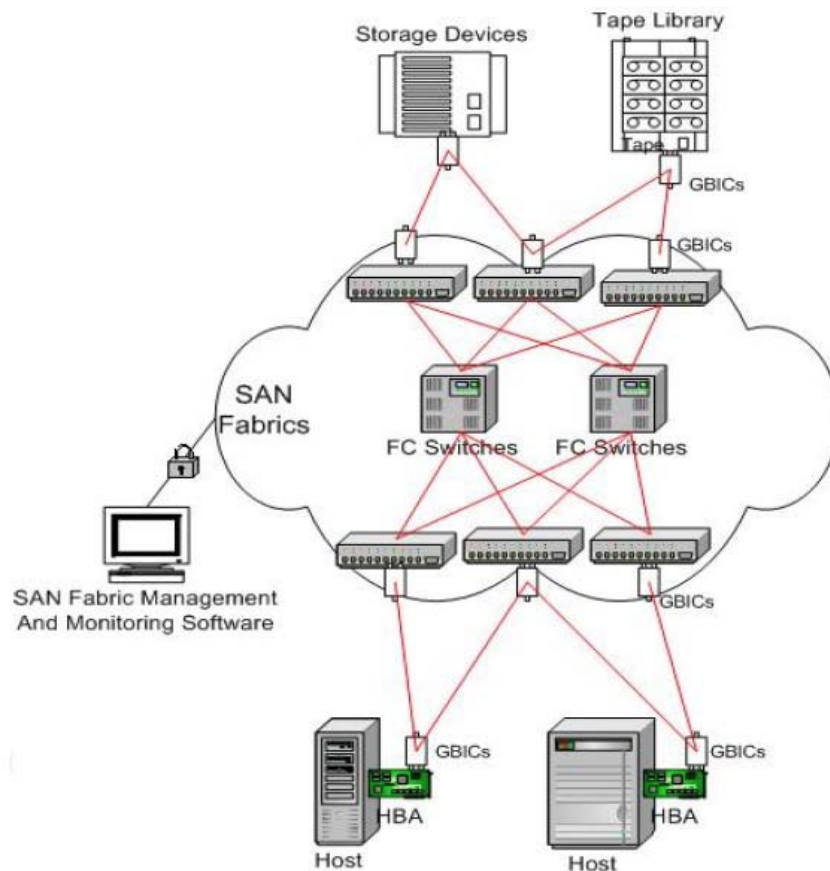 Storage Devices
Tape Library
Tape
GBICs
GBICs
SAN
Fabrics
FC Switches
FC Switches
SAN Fabric Management
And Monitoring Software
GBICs
GBICs
GBICs
HBA
HBA
Host
Host